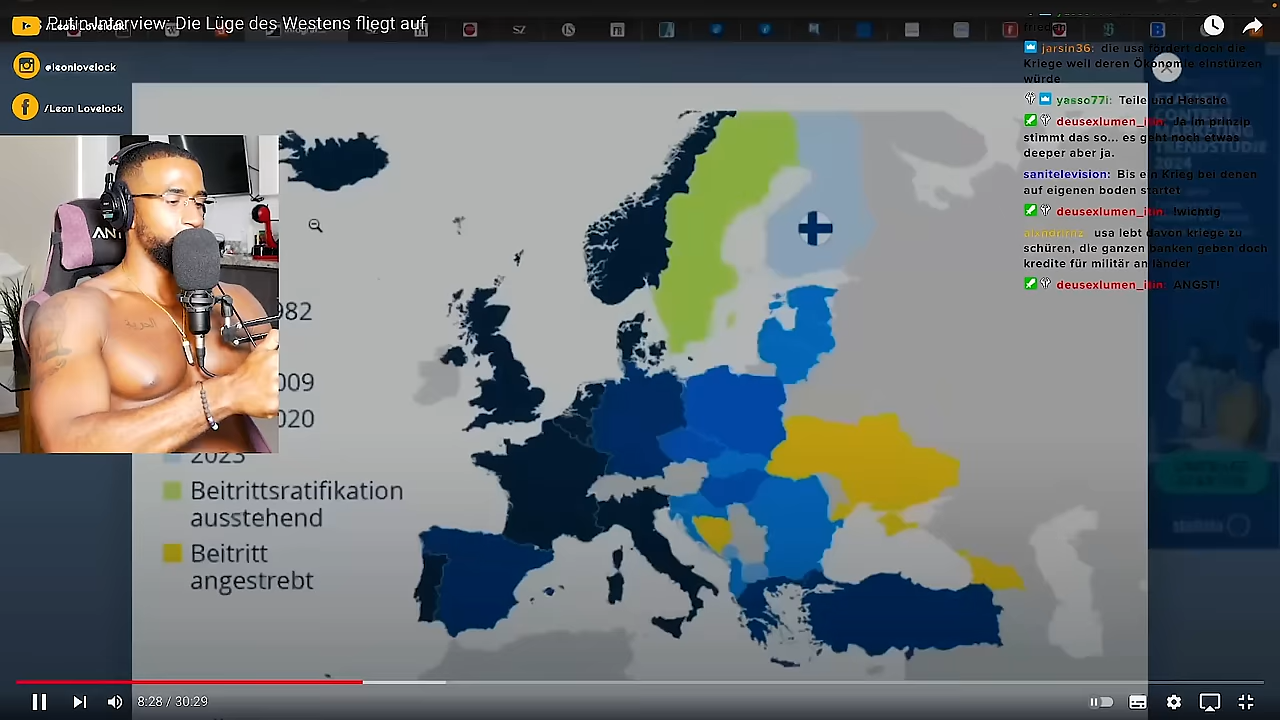 Putin-Interview: Die Lüge des Westens fliegt auf
@leonlovelock
/Leon Lovelock
jarsin36: die usa fördert doch die
Kriege weil deren Ökonomie einstürzen
würde
yasso77i: Teile und Hersche
deusexlumen_itin: Ja im prinzip
stimmt das so... es geht noch etwas
deeper aber ja.
sanitelevision: Bis ein Krieg bei denen
auf eigenen boden startet
usa lebt davon kriege zu
schüren, die ganzen banken geben doch
kredite für militär an länder
ANGST!
982
009
020
2023
Beitrittsratifikation
ausstehend
Beitritt
angestrebt
8:28 / 30:29